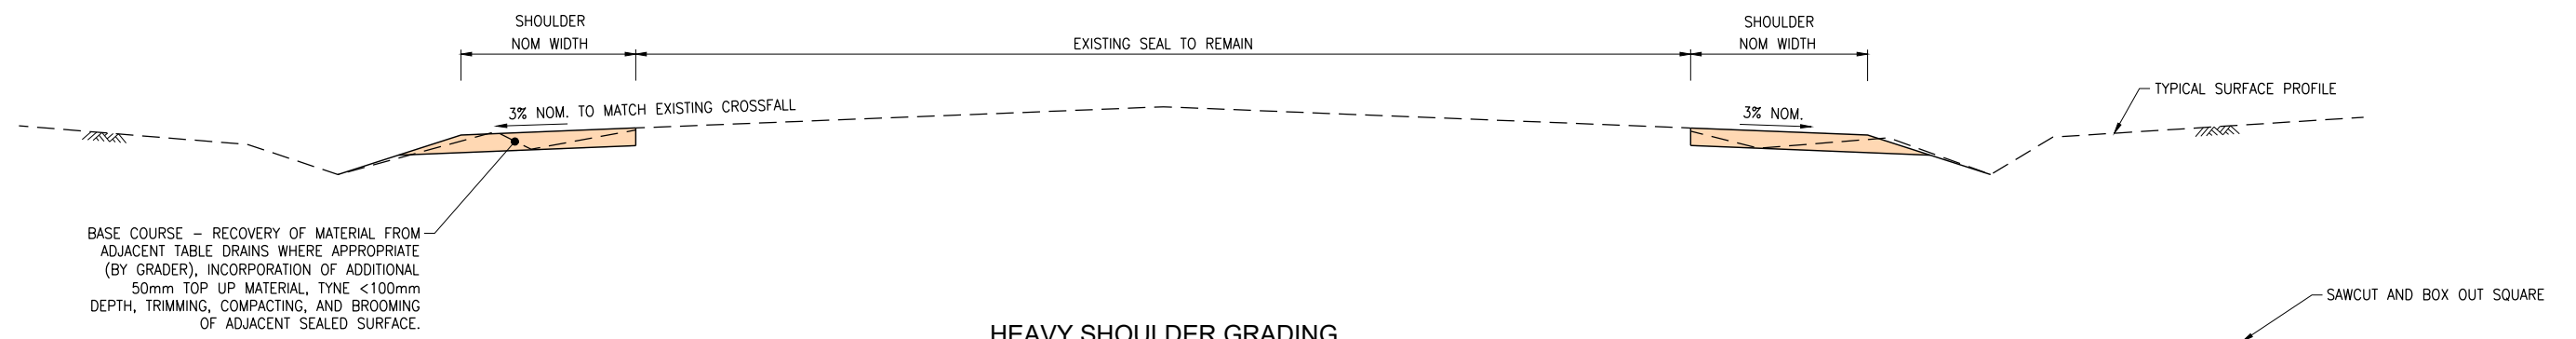 SHOULDER
NOM WIDTH
EXISTING SEAL TO REMAIN
SHOULDER
NOM WIDTH
TYPICAL SURFACE PROFILE
3% NOM. TO MATCH EXISTING CROSSFALL
3% NOM.
BASE COURSE – RECOVERY OF MATERIAL FROM
ADJACENT TABLE DRAINS WHERE APPROPRIATE
(BY GRADER), INCORPORATION OF ADDITIONAL
50mm TOP UP MATERIAL, TYNE <100mm
DEPTH, TRIMMING, COMPACTING, AND BROOMING
OF ADJACENT SEALED SURFACE.
SAWCUT AND BOX OUT SQUARE
HEAVY SHOULDER GRADING